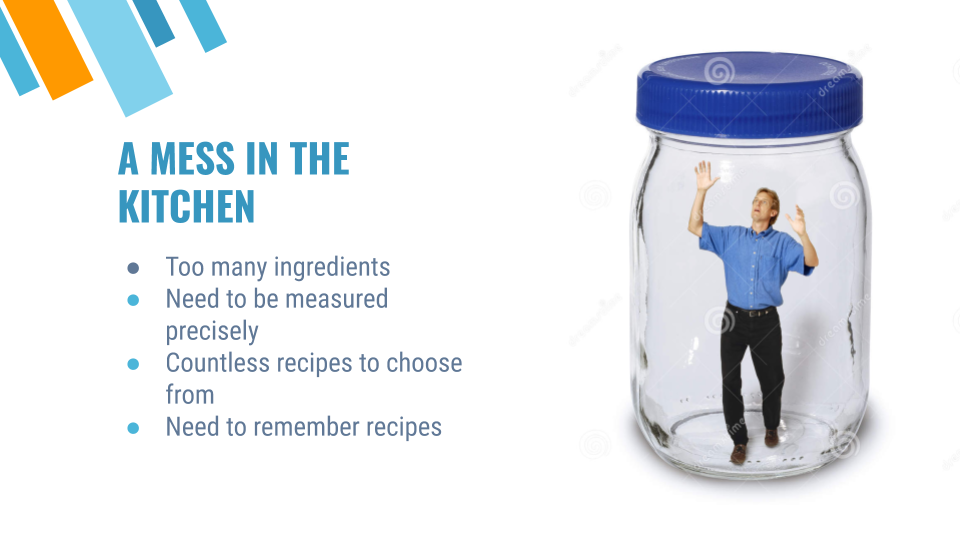 A MESS IN THE
KITCHEN
● Too many ingredients
● Need to be measured
precisely
● Countless recipes to choose
from
● Need to remember recipes